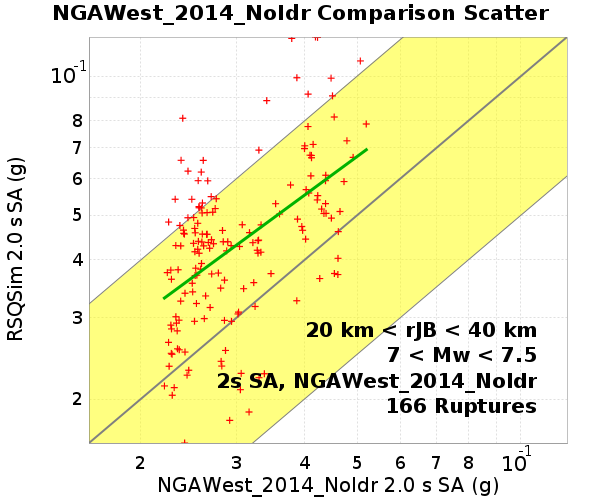 NGAWest_2014_NoIdr Comparison Scatter
RSQSim 2.0 s SA (g)
10-1
8
7
6
5
4
3
2
20 km < rJB < 40 km
7 < Mw < 7.5
2s SA, NGAWest_2014_NoIdr
166 Ruptures
2 3 4 5 6 7 8 10-1
NGAWest_2014_NoIdr 2.0 s SA (g)